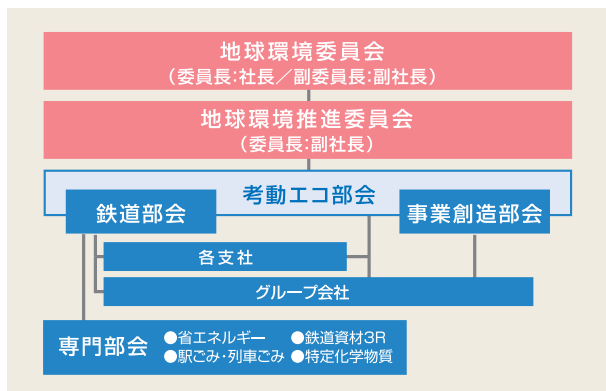 地球環境委員会
（委員長：社長／副委員長：副社長）
地球環境推進委員会
（委員長：副社長）
考動エコ部会
鉄道部会
事業創造部会
各支社
グループ会社
専門部会
●省エネルギー ●鉄道資材3R
●駅ごみ・列車ごみ ●特定化学物質